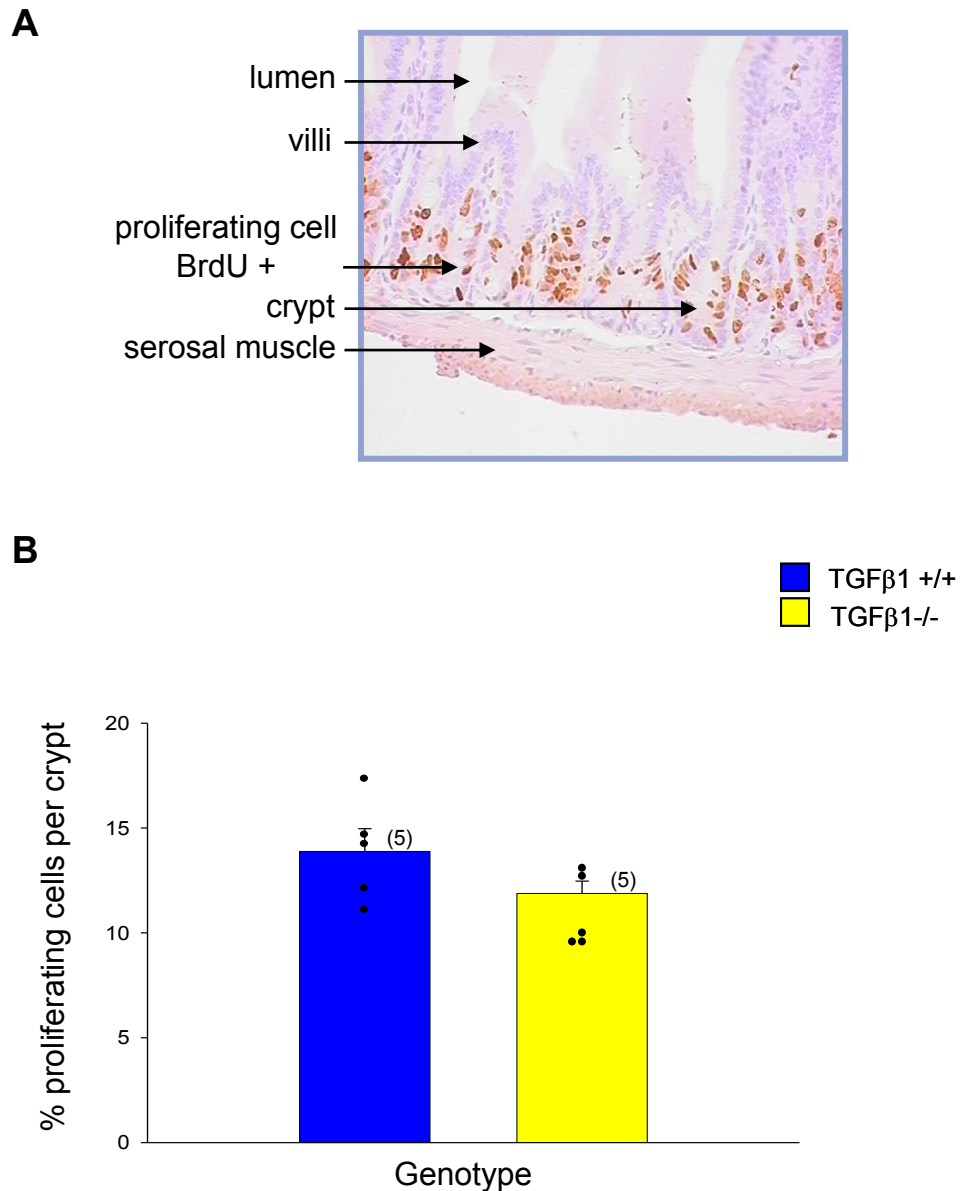 A
lumen
villi
proliferating cell
BrdU +
crypt
serosal muscle
B
TGFβ1 +/+
TGFβ1-/-
% proliferating cells per crypt
20
15
10
5
0
(5)
(5)
Genotype